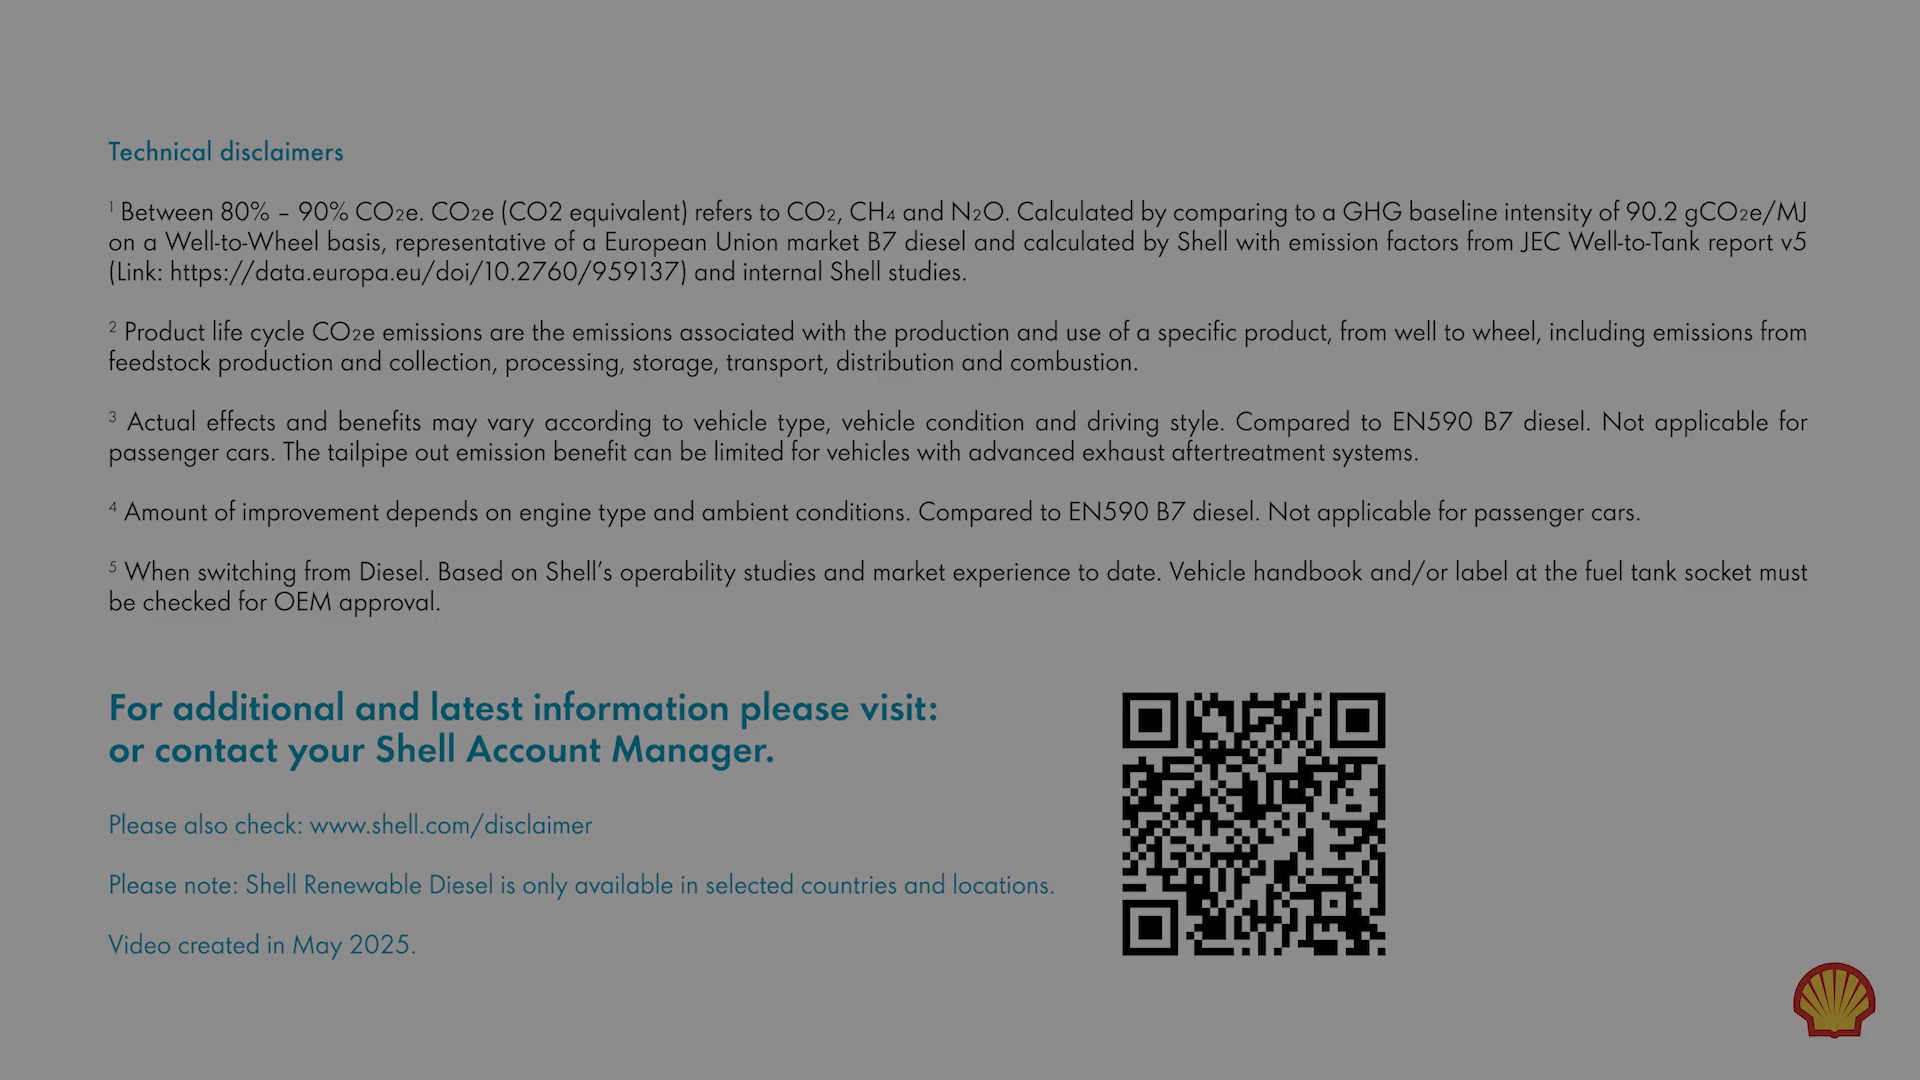 Technical disclaimers
¹ Between 80% – 90% CO₂e. CO₂e (CO2 equivalent) refers to CO₂, CH₄ and N₂O. Calculated by comparing to a GHG baseline intensity of 90.2 gCO₂e/MJ
on a Well-to-Wheel basis, representative of a European Union market B7 diesel and calculated by Shell with emission factors from JEC Well-to-Tank report v5
(Link: https://data.europa.eu/doi/10.2760/959137) and internal Shell studies.
² Product life cycle CO₂e emissions are the emissions associated with the production and use of a specific product, from well to wheel, including emissions from
feedstock production and collection, processing, storage, transport, distribution and combustion.
³ Actual effects and benefits may vary according to vehicle type, vehicle condition and driving style. Compared to EN590 B7 diesel. Not applicable for
passenger cars. The tailpipe out emission benefit can be limited for vehicles with advanced exhaust aftertreatment systems.
⁴ Amount of improvement depends on engine type and ambient conditions. Compared to EN590 B7 diesel. Not applicable for passenger cars.
⁵ When switching from Diesel. Based on Shell's operability studies and market experience to date. Vehicle handbook and/or label at the fuel tank socket must
be checked for OEM approval.
For additional and latest information please visit:
or contact your Shell Account Manager.
Please also check: www.shell.com/disclaimer
Please note: Shell Renewable Diesel is only available in selected countries and locations.
Video created in May 2025.